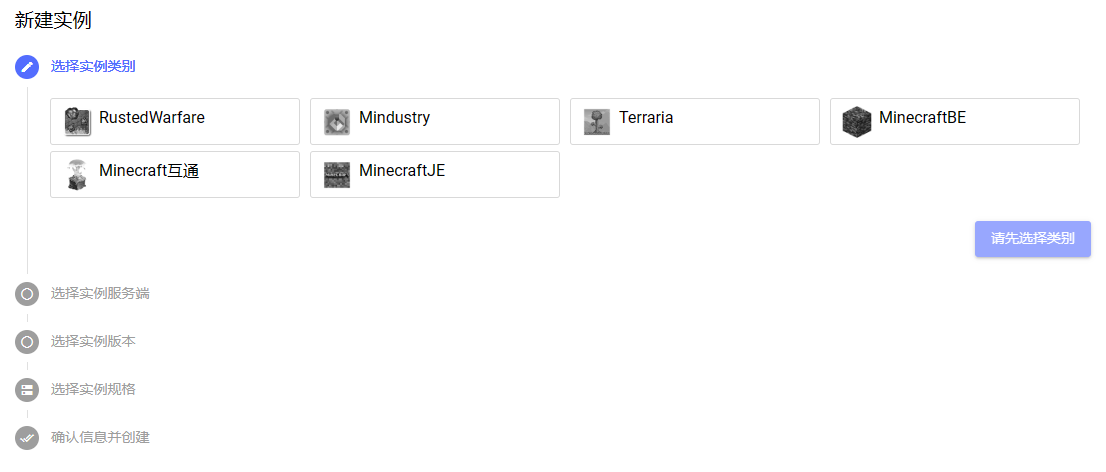 新建实例
选择实例类别
RustedWarfare
Mindustry
Terraria
MinecraftBE
Minecraft互通
MinecraftJE
请先选择类别
选择实例服务端
选择实例版本
选择实例规格
确认信息并创建